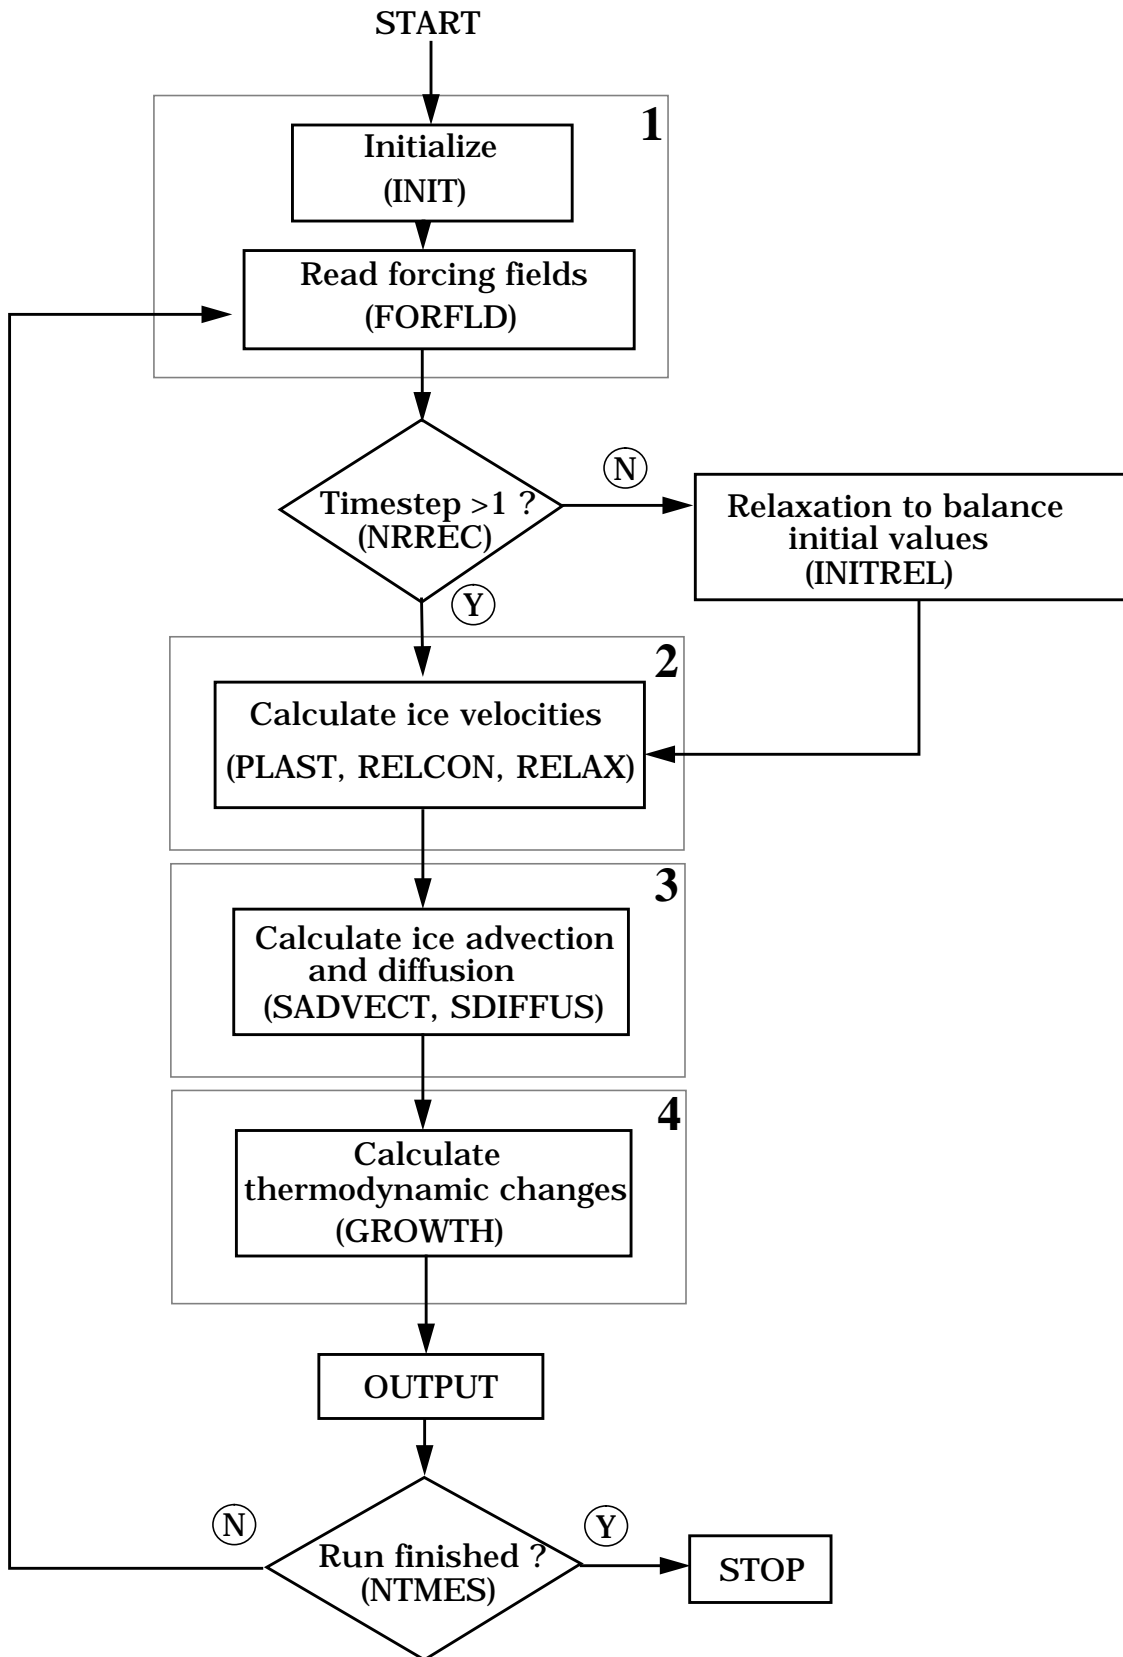 START
1
Initialize
(INIT)
Read forcing fields
(FORFLD)
Timestep >1 ?
(NRREC)
N
Relaxation to balance
initial values
(INITREL)
Y
2
Calculate ice velocities
(PLAST, RELCON, RELAX)
3
Calculate ice advection
and diffusion
(SADVECT, SDIFFUS)
4
Calculate
thermodynamic changes
(GROWTH)
OUTPUT
N
Run finished ?
(NTMES)
Y
STOP